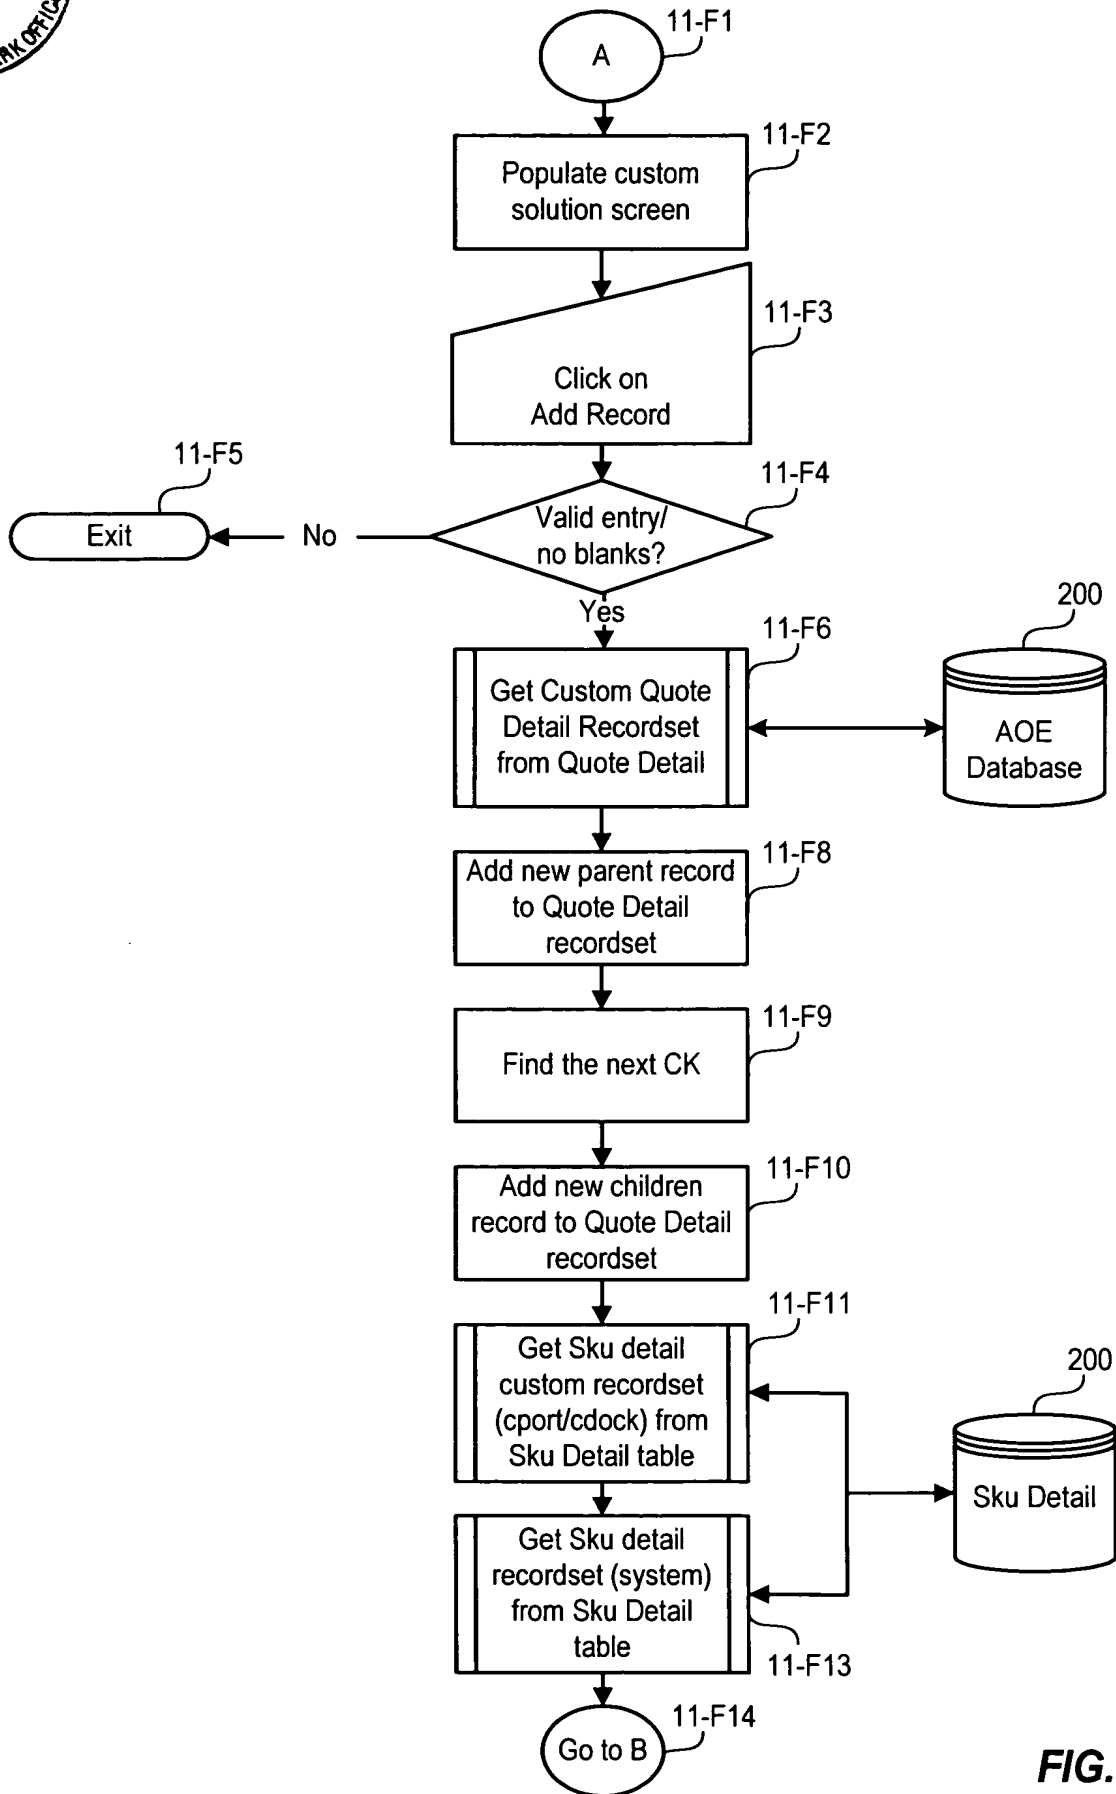 11-F1
A
11-F2
Populate custom
solution screen
11-F3
Click on
Add Record
11-F5
11-F4
Exit
No
Valid entry/
no blanks?
Yes
11-F6
200
Get Custom Quote
Detail Recordset
from Quote Detail
AOE
Database
11-F8
Add new parent record
to Quote Detail
recordset
11-F9
Find the next CK
11-F10
Add new children
record to Quote Detail
recordset
11-F11
Get Sku detail
custom recordset
(cport/cdock) from
Sku Detail table
200
Sku Detail
Get Sku detail
recordset (system)
from Sku Detail
table
11-F13
11-F14
Go to B
FIG.